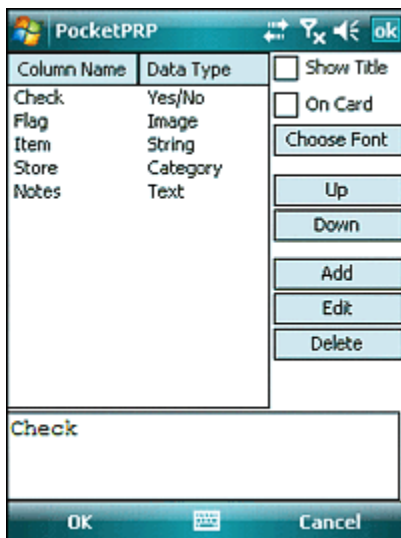 PocketPRP ok
Column Name Data Type
Check Yes/No
Flag Image
Item String
Store Category
Notes Text
Show Title
On Card
Choose Font
Up
Down
Add
Edit
Delete
Check
OK Cancel